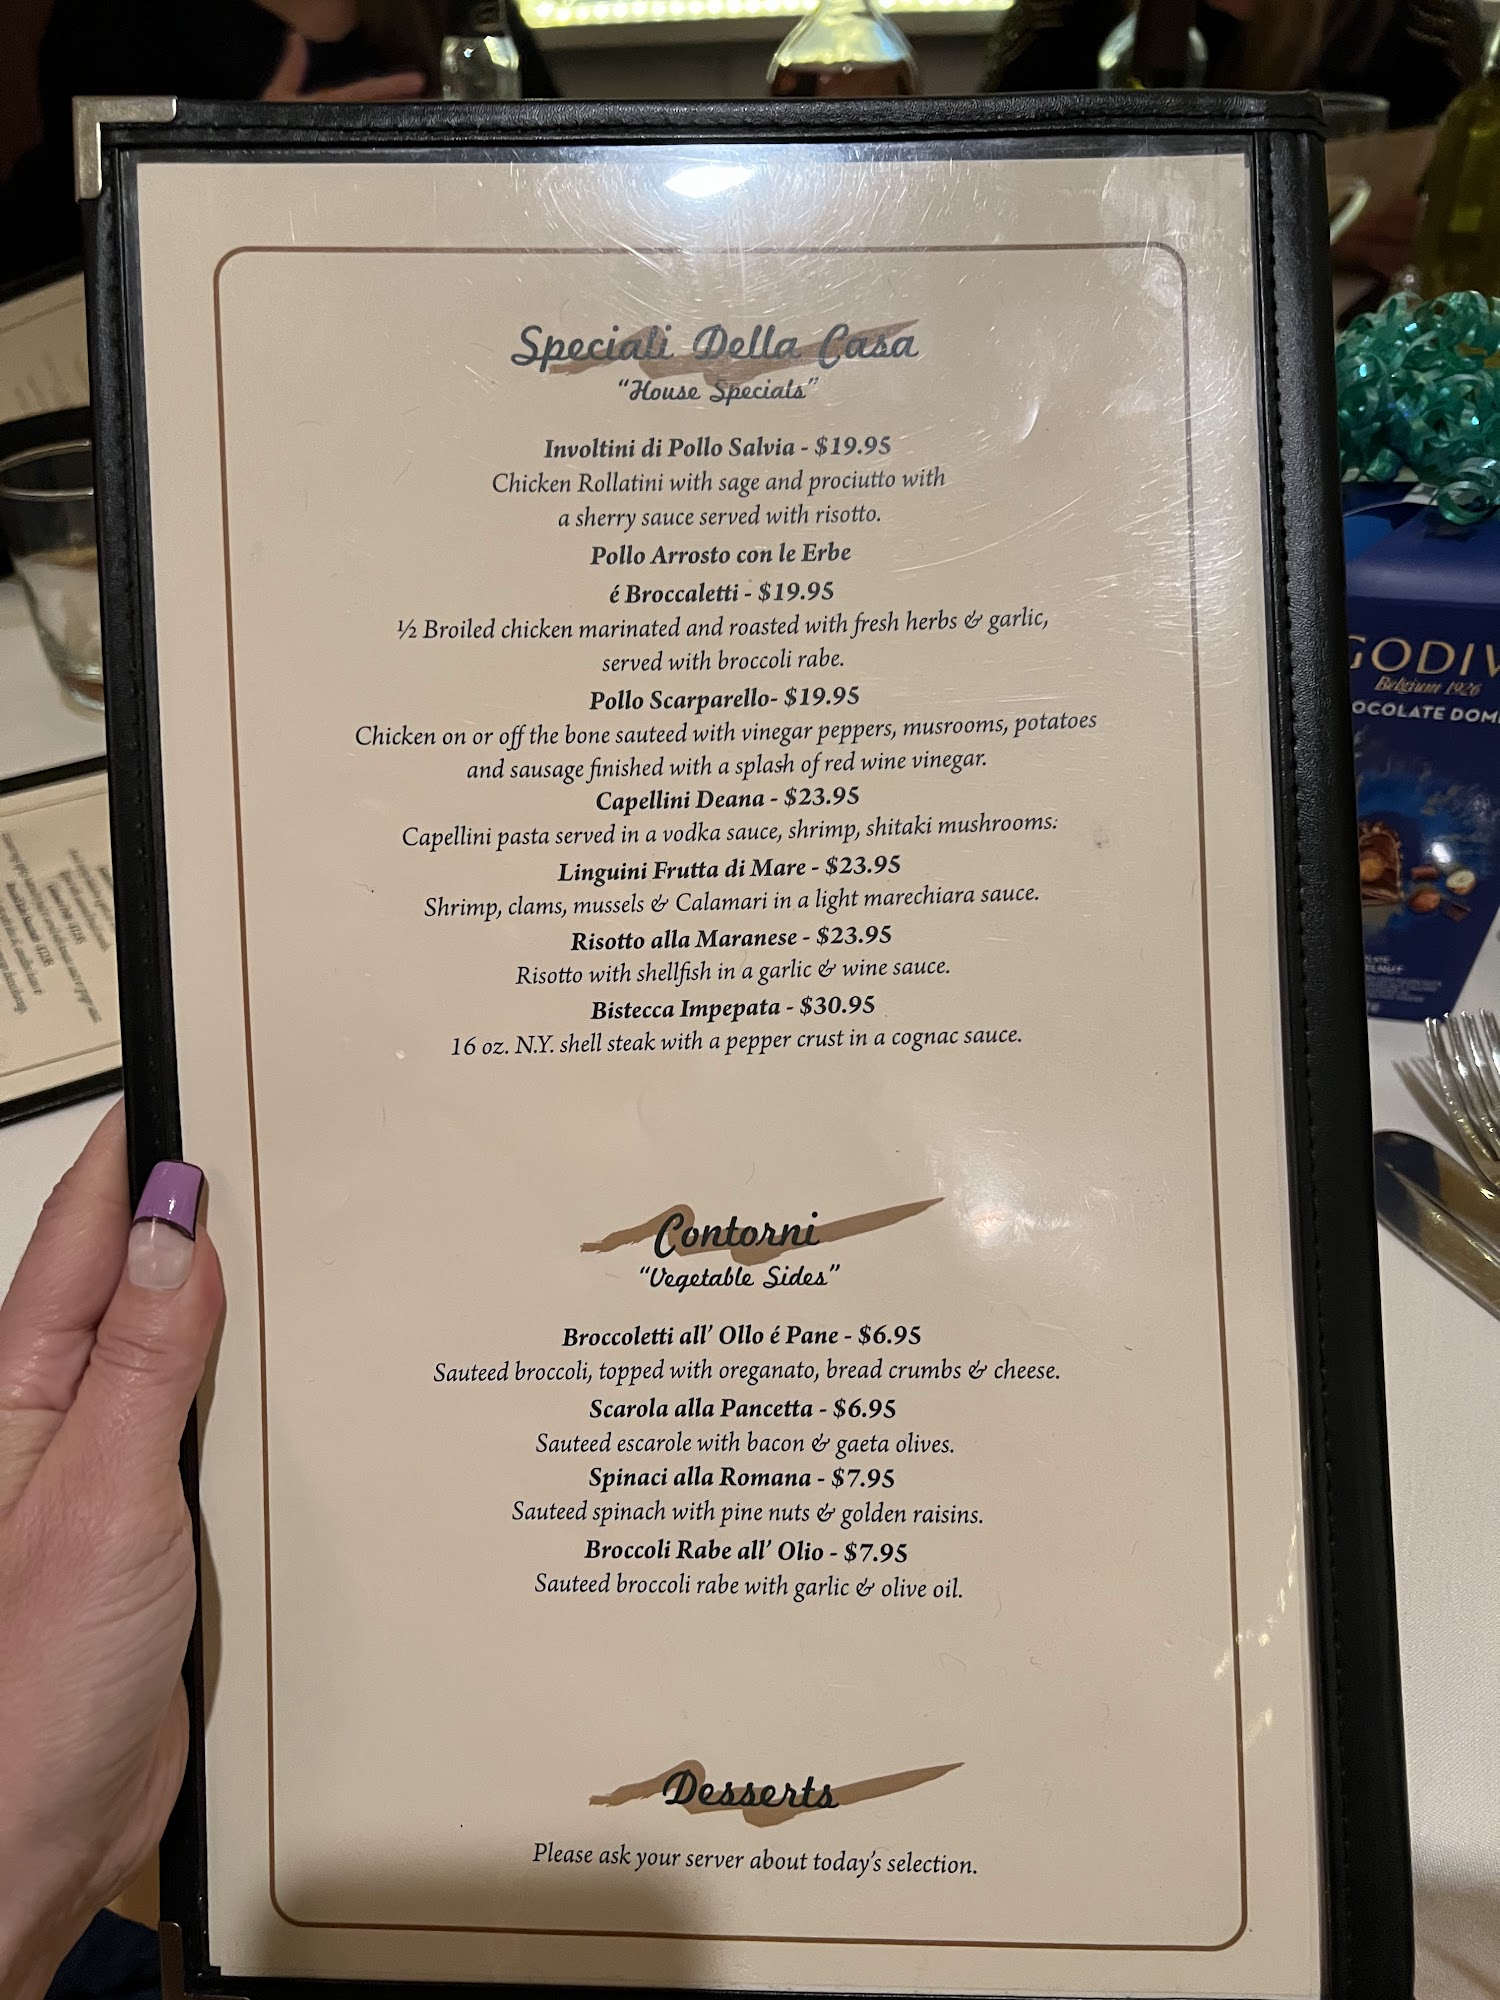 Speciali Della Casa
"House Specials"
Involtini di Pollo Salvia - $19.95
Chicken Rollatini with sage and prociutto with
a sherry sauce served with risotto.
Pollo Arrosto con le Erbe
é Broccaletti - $19.95
½ Broiled chicken marinated and roasted with fresh herbs & garlic,
served with broccoli rabe.
Pollo Scarparello- $19.95
Chicken on or off the bone sauteed with vinegar peppers, musrooms, potatoes
and sausage finished with a splash of red wine vinegar.
Capellini Deana - $23.95
Capellini pasta served in a vodka sauce, shrimp, shitaki mushrooms.
Linguini Frutta di Mare - $23.95
Shrimp, clams, mussels & Calamari in a light marechiara sauce.
Risotto alla Maranese - $23.95
Risotto with shellfish in a garlic & wine sauce.
Bistecca Impepata - $30.95
16 oz. N.Y. shell steak with a pepper crust in a cognac sauce.
Contorni
"Vegetable Sides"
Broccoletti all' Ollo é Pane - $6.95
Sauteed broccoli, topped with oreganato, bread crumbs & cheese.
Scarola alla Pancetta - $6.95
Sauteed escarole with bacon & gaeta olives.
Spinaci alla Romana - $7.95
Sauteed spinach with pine nuts & golden raisins.
Broccoli Rabe all' Olio - $7.95
Sauteed broccoli rabe with garlic & olive oil.
Desserts
Please ask your server about today's selection.
GODIV
Belgium 1926
OCOLATE DOM